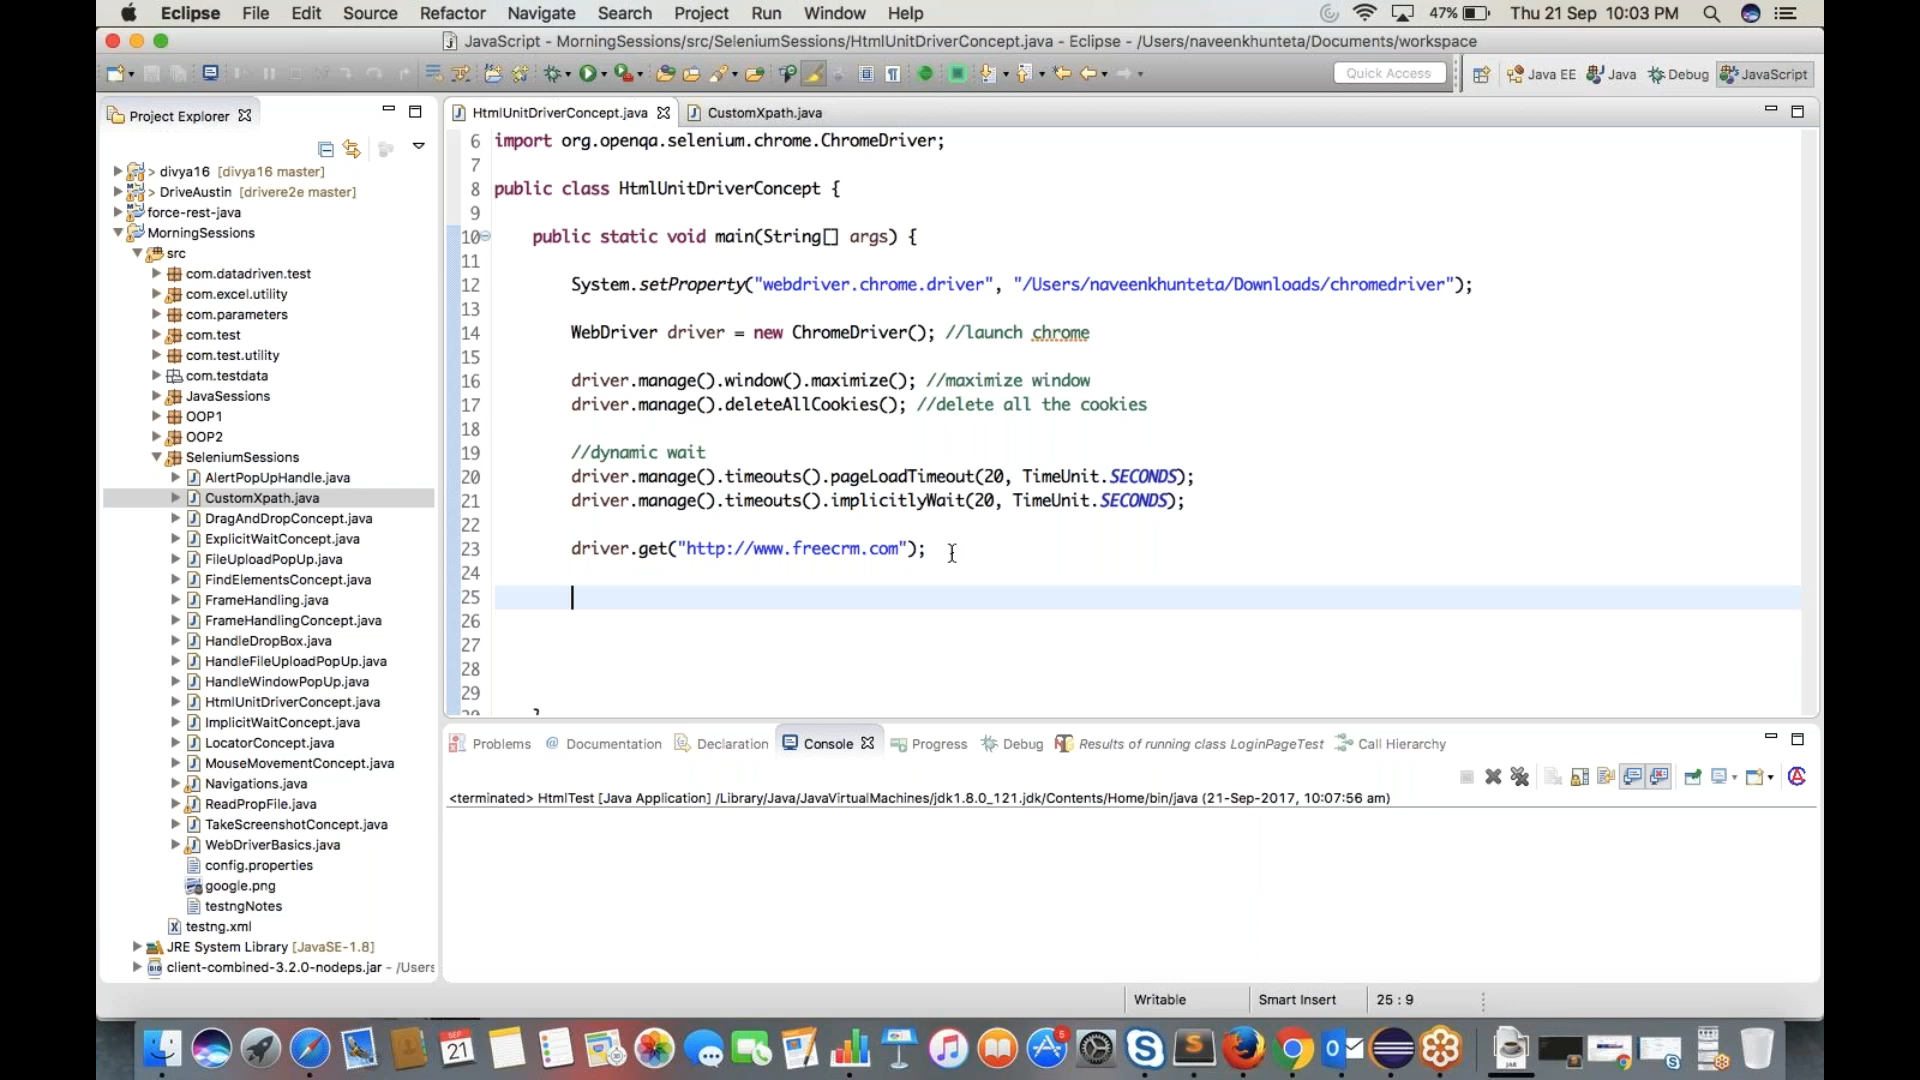 Eclipse File Edit Source Refactor Navigate Search Project Run Window Help 47% Thu 21 Sep 10:03 PM
JavaScript - MorningSessions/src/SeleniumSessions/HtmlUnitDriverConcept.java - Eclipse - /Users/naveenkhunteta/Documents/workspace
Quick Access Java EE Java Debug JavaScript
Project Explorer
> divya16 [divya16 master]
> DriveAustin [drivere2e master]
force-rest-java
MorningSessions
src
com.datadriven.test
com.excel.utility
com.parameters
com.test
com.test.utility
com.testdata
JavaSessions
OOP1
OOP2
SeleniumSessions
AlertPopUpHandle.java
CustomXpath.java
DragAndDropConcept.java
ExplicitWaitConcept.java
FileUploadPopUp.java
FindElementsConcept.java
FrameHandling.java
FrameHandlingConcept.java
HandleDropBox.java
HandleFileUploadPopUp.java
HandleWindowPopUp.java
HtmlUnitDriverConcept.java
ImplicitWaitConcept.java
LocatorConcept.java
MouseMovementConcept.java
Navigations.java
ReadPropFile.java
TakeScreenshotConcept.java
WebDriverBasics.java
config.properties
google.png
testngNotes
testng.xml
JRE System Library [JavaSE-1.8]
client-combined-3.2.0-nodeps.jar - /Users
HtmlUnitDriverConcept.java CustomXpath.java
6 import org.openqa.selenium.chrome.ChromeDriver;
7
8 public class HtmlUnitDriverConcept {
9
10 public static void main(String[] args) {
11
12 System.setProperty("webdriver.chrome.driver", "/Users/naveenkhunteta/Downloads/chromedriver");
13
14 WebDriver driver = new ChromeDriver(); //launch chrome
15
16 driver.manage().window().maximize(); //maximize window
17 driver.manage().deleteAllCookies(); //delete all the cookies
18
19 //dynamic wait
20 driver.manage().timeouts().pageLoadTimeout(20, TimeUnit.SECONDS);
21 driver.manage().timeouts().implicitlyWait(20, TimeUnit.SECONDS);
22
23 driver.get("http://www.freecrm.com");
24
25
26
27
28
29
Problems @ Documentation Declaration Console Progress Debug Results of running class LoginPageTest Call Hierarchy
<terminated> HtmlTest [Java Application] /Library/Java/JavaVirtualMachines/jdk1.8.0_121.jdk/Contents/Home/bin/java (21-Sep-2017, 10:07:56 am)
Writable Smart Insert 25 : 9